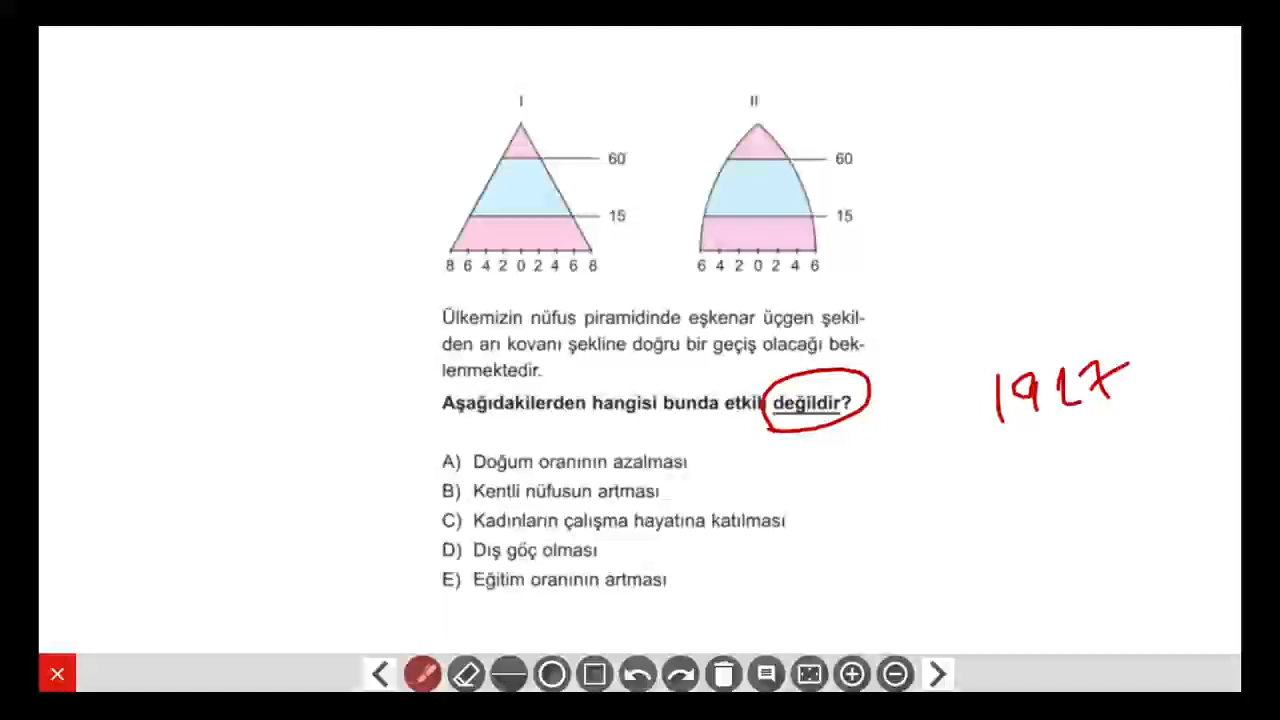 I II
60 60
15 15
8 6 4 2 0 2 4 6 8 6 4 2 0 2 4 6
Ülkemizin nüfus piramidinde eşkenar üçgen şekil-
den arı kovanı şekline doğru bir geçiş olacağı bek-
lenmektedir.
Aşağıdakilerden hangisi bunda etkili değildir?
1927
A) Doğum oranının azalması
B) Kentli nüfusun artması
C) Kadınların çalışma hayatına katılması
D) Dış göç olması
E) Eğitim oranının artması